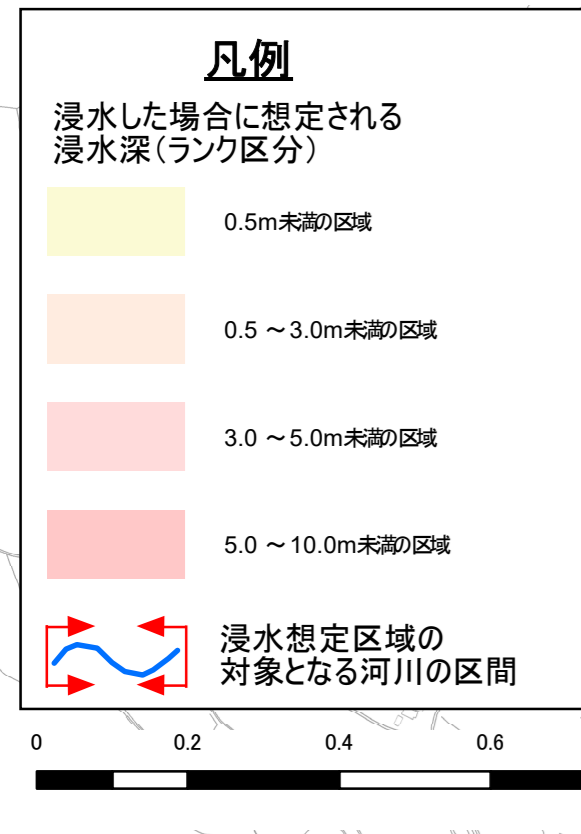 凡例
浸水した場合に想定される
浸水深(ランク区分)
0.5m未満の区域
0.5 ～3.0m未満の区域
3.0 ～5.0m未満の区域
5.0 ～10.0m未満の区域
浸水想定区域の
対象となる河川の区間
0 0.2 0.4 0.6